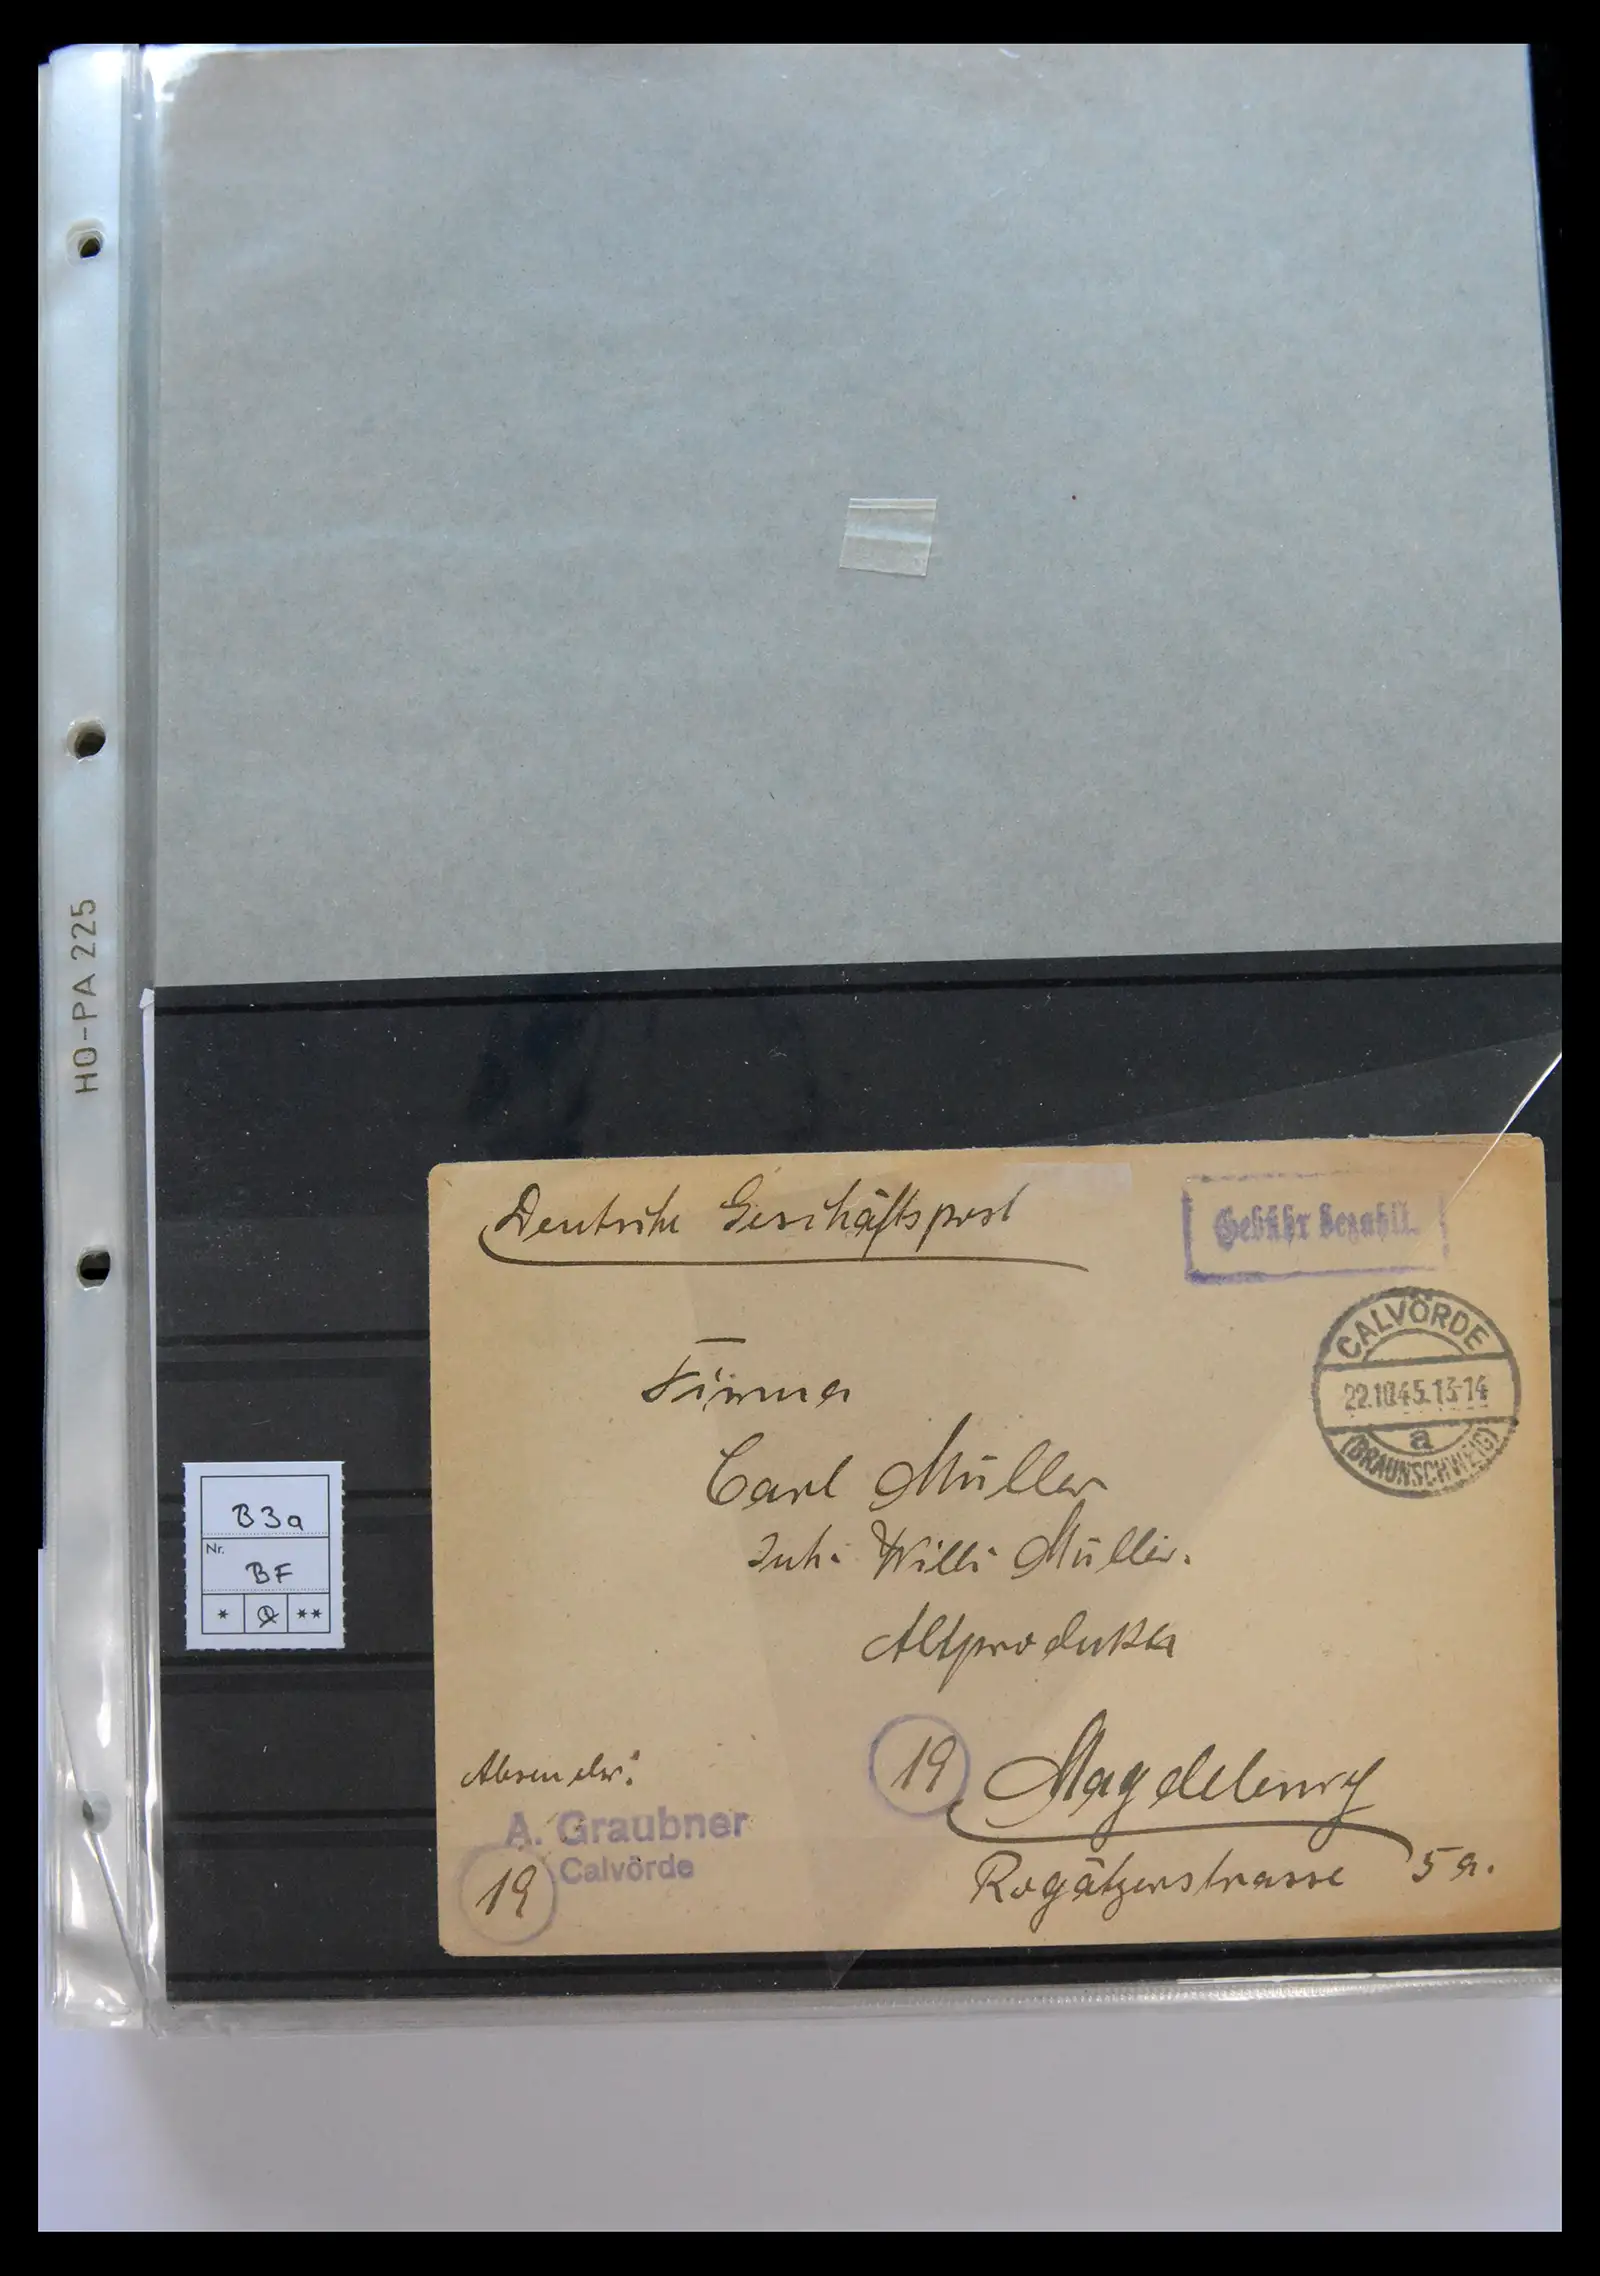 HO-PA 225
Deutsche Geschäftspost
Gebühr bezahlt.
CALVÖRDE
22.10.45.13-14
a
(BRAUNSCHWEIG)
Firma
Carl Müller
Inh. Willi Müller.
Altprodukte
19 Magdeburg
Rogätzerstrasse 5a.
Absender:
A. Graubner
19 Calvörde
B3a
Nr.
BF
* **